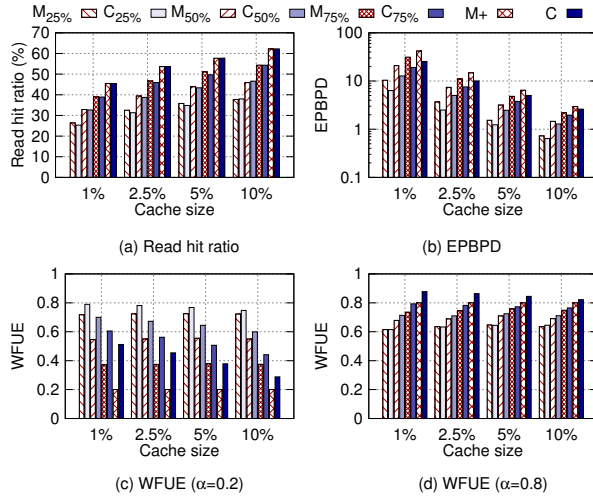 M25% C25% M50% C50% M75% C75% M+ C
Read hit ratio (%)
70
60
50
40
30
20
10
0
1% 2.5% 5% 10%
Cache size
(a) Read hit ratio
EPBPD
100
10
1
0.1
1% 2.5% 5% 10%
Cache size
(b) EPBPD
WFUE
1
0.8
0.6
0.4
0.2
0
1% 2.5% 5% 10%
Cache size
(c) WFUE (α=0.2)
WFUE
1
0.8
0.6
0.4
0.2
0
1% 2.5% 5% 10%
Cache size
(d) WFUE (α=0.8)